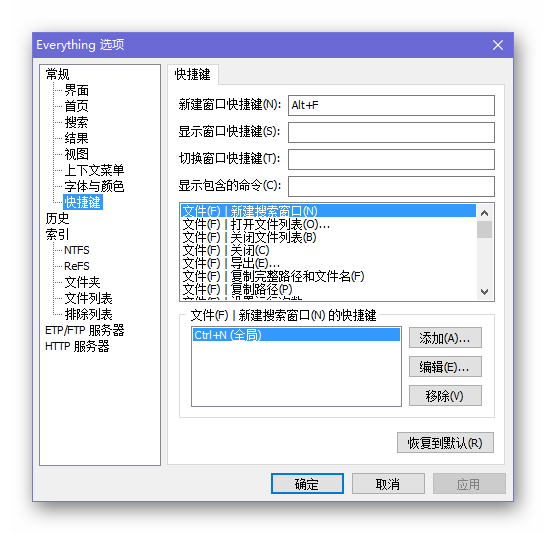 Everything 选项
常规
界面
首页
搜索
结果
视图
上下文菜单
字体与颜色
快捷键
历史
索引
NTFS
ReFS
文件夹
文件列表
排除列表
ETP/FTP 服务器
HTTP 服务器
快捷键
新建窗口快捷键(N): Alt+F
显示窗口快捷键(S):
切换窗口快捷键(T):
显示包含的命令(C):
文件(F) | 新建搜索窗口(N)
文件(F) | 打开文件列表(O)...
文件(F) | 关闭文件列表(B)
文件(F) | 关闭(C)
文件(F) | 导出(E)...
文件(F) | 复制完整路径和文件名(F)
文件(F) | 复制路径(P)
文件(F) | 新建搜索窗口(N) 的快捷键
Ctrl+N (全局)
添加(A)...
编辑(E)...
移除(V)
恢复到默认(R)
确定 取消 应用